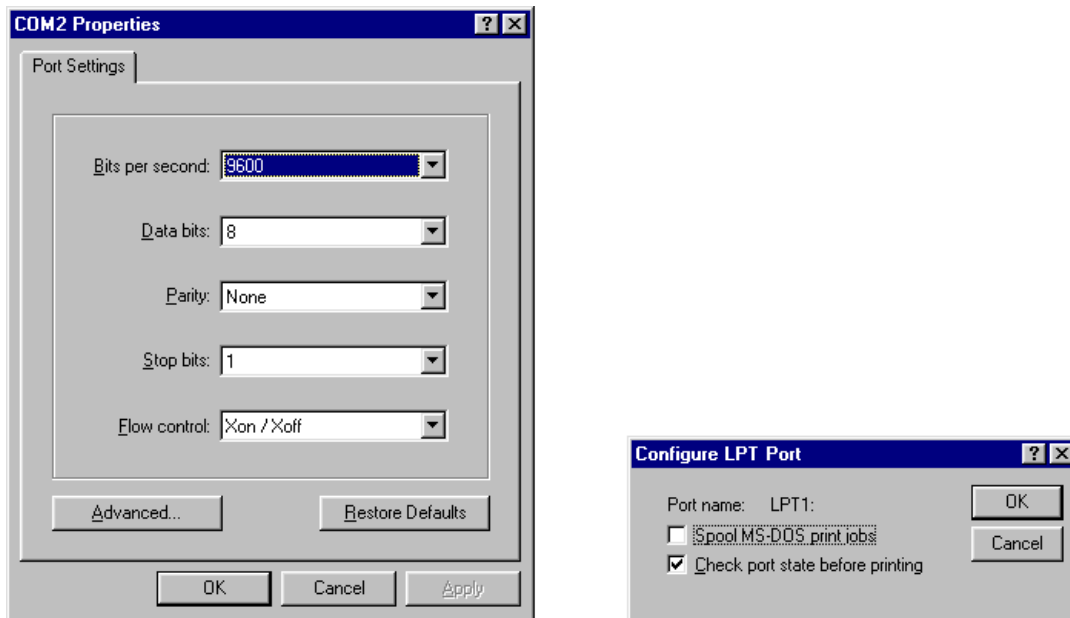 COM2 Properties
Port Settings
Bits per second: 9600
Data bits: 8
Parity: None
Stop bits: 1
Flow control: Xon / Xoff
Advanced... Restore Defaults
OK Cancel Apply
Configure LPT Port
Port name: LPT1: OK
Spool MS-DOS print jobs
Cancel
Check port state before printing